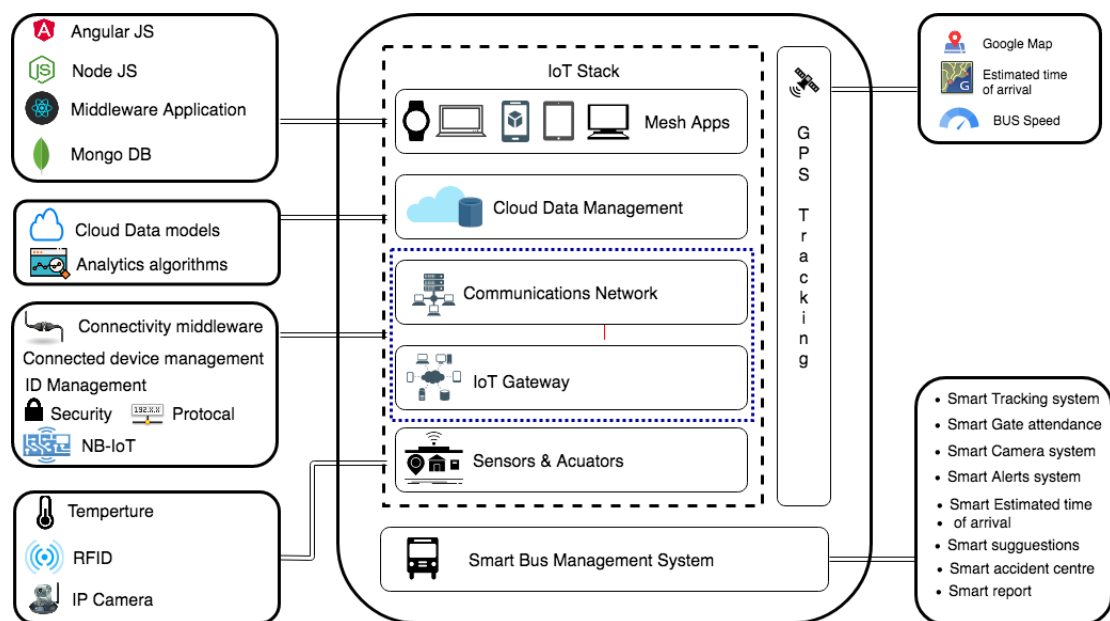 Angular JS
Node JS
Middleware Application
Mongo DB
Cloud Data models
Analytics algorithms
Connectivity middleware
Connected device management
ID Management
Security
192.X.X
Protocal
NB-IoT
Temperture
RFID
IP Camera
IoT Stack
Mesh Apps
Cloud Data Management
Communications Network
IoT Gateway
Sensors & Acuators
Smart Bus Management System
GPS Tracking
Google Map
G
Estimated time
of arrival
BUS Speed
• Smart Tracking system
• Smart Gate attendance
• Smart Camera system
• Smart Alerts system
• Smart Estimated time
• of arrival
• Smart sugguestions
• Smart accident centre
• Smart report